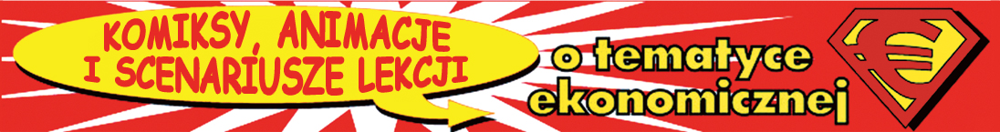 KOMIKSY, ANIMACJE
I SCENARIUSZE LEKCJI
o tematyce
ekonomicznej
€